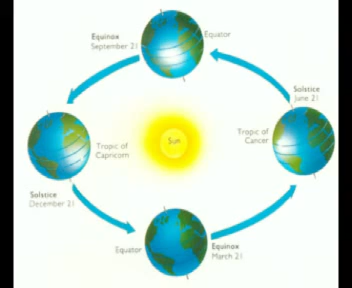 Equinox
September 21
Equator
Solstice
June 21
Tropic of
Cancer
Sun
Tropic of
Capricorn
Solstice
December 21
Equator
Equinox
March 21